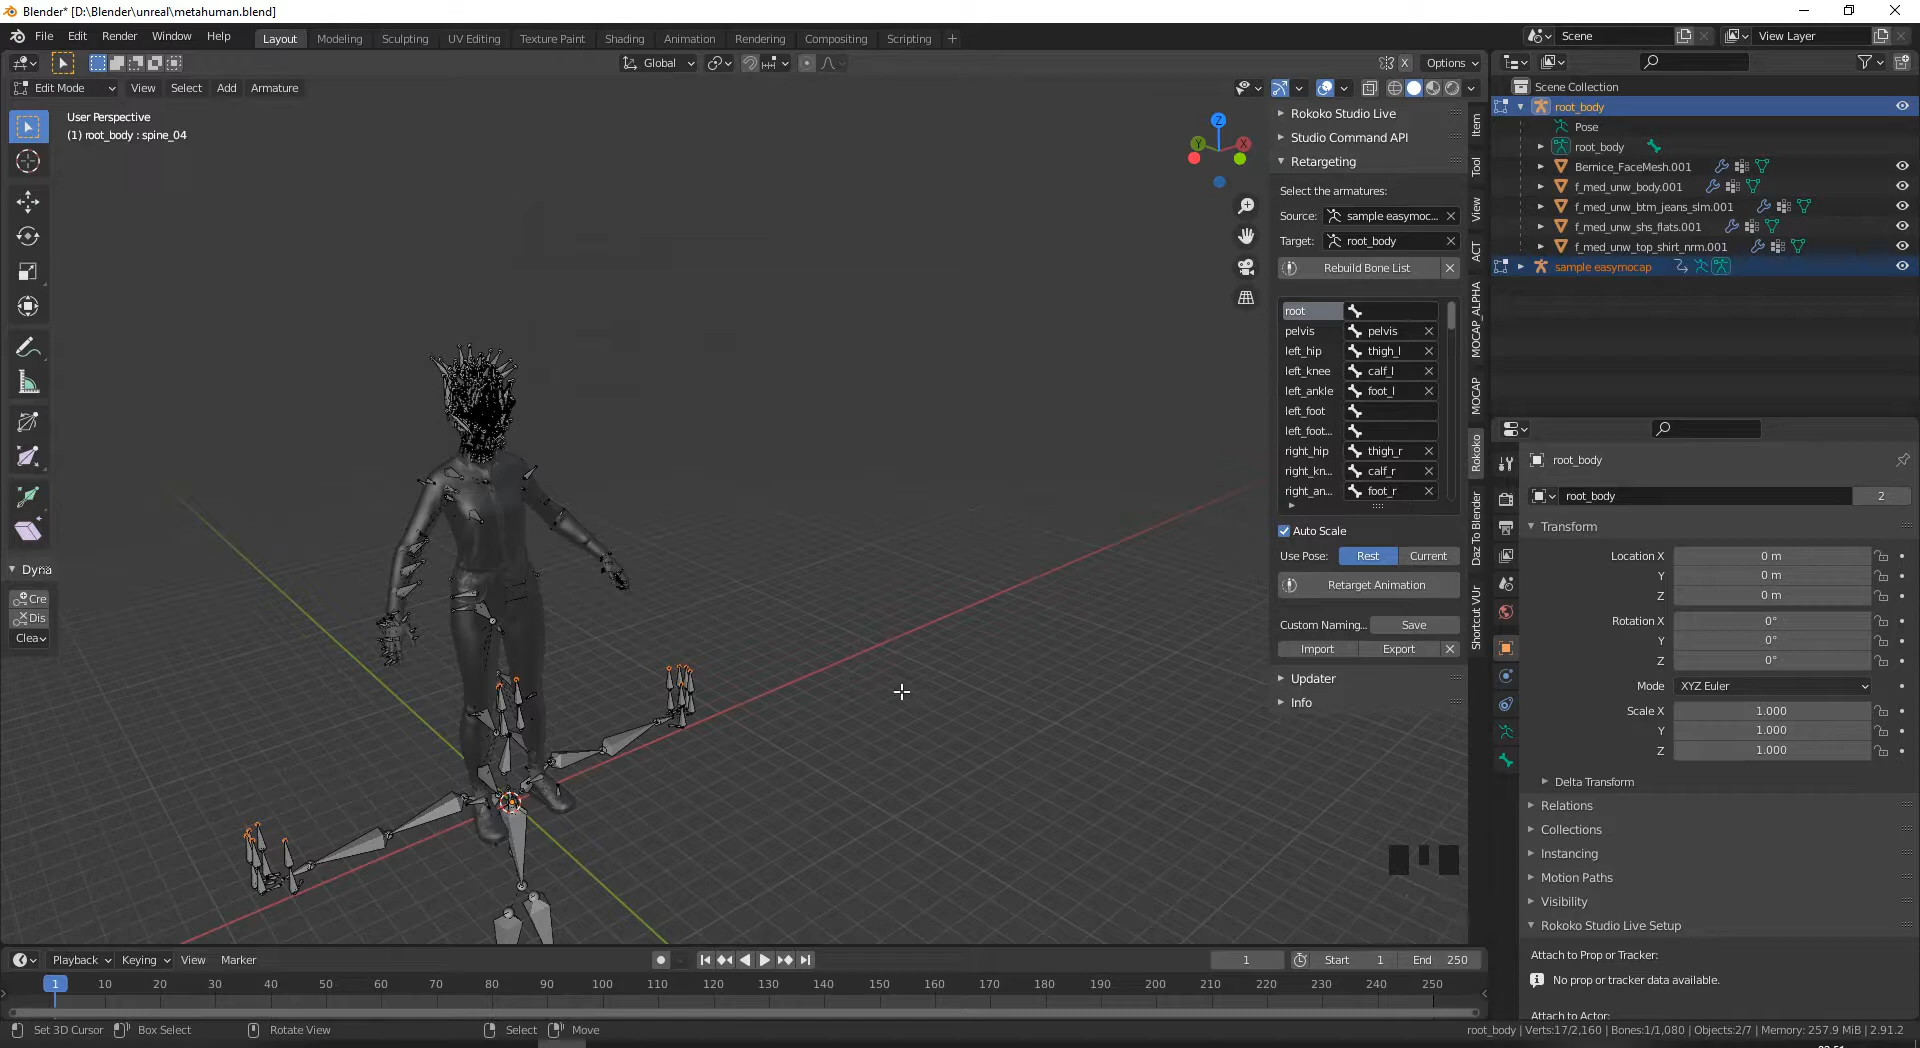 Blender* [D:\Blender\unreal\metahuman.blend]
File Edit Render Window Help
Layout Modeling Sculpting UV Editing Texture Paint Shading Animation Rendering Compositing Scripting
Scene
View Layer
Global
X
Options
Edit Mode View Select Add Armature
User Perspective
(1) root_body : spine_04
Z
Y
X
Dyna
Cre
Dis
Clea
Rokoko Studio Live
Studio Command API
Retargeting
Select the armatures:
Source: sample easymoc...
Target: root_body
Rebuild Bone List
root
pelvis pelvis
left_hip thigh_l
left_knee calf_l
left_ankle foot_l
left_foot
left_foot...
right_hip thigh_r
right_kn... calf_r
right_an... foot_r
Auto Scale
Use Pose: Rest Current
Retarget Animation
Custom Naming... Save
Import Export
Updater
Info
Item
Tool
View
ACT
MOCAP_ALPHA
MOCAP
Rokoko
Daz To Blender
Shortcut VUr
Scene Collection
root_body
Pose
root_body
Bernice_FaceMesh.001
f_med_unw_body.001
f_med_unw_btm_jeans_slm.001
f_med_unw_shs_flats.001
f_med_unw_top_shirt_nrm.001
sample easymocap
root_body
root_body 2
Transform
Location X 0 m
Y 0 m
Z 0 m
Rotation X 0°
Y 0°
Z 0°
Mode XYZ Euler
Scale X 1.000
Y 1.000
Z 1.000
Delta Transform
Relations
Collections
Instancing
Motion Paths
Visibility
Rokoko Studio Live Setup
Attach to Prop or Tracker:
No prop or tracker data available.
Attach to Actor:
Playback Keying View Marker
1 Start 1 End 250
1 10 20 30 40 50 60 70 80 90 100 110 120 130 140 150 160 170 180 190 200 210 220 230 240 250
Set 3D Cursor Box Select Rotate View Select Move
root_body | Verts:17/2,160 | Bones:1/1,080 | Objects:2/7 | Memory: 257.9 MiB | 2.91.2